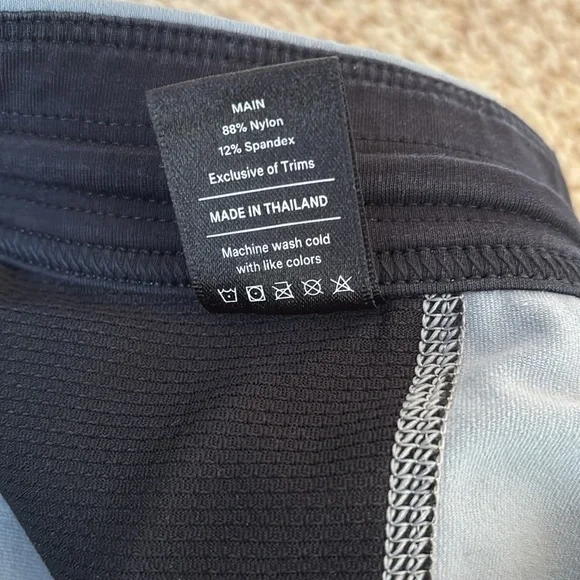 MAIN
88% Nylon
12% Spandex
Exclusive of Trims
MADE IN THAILAND
Machine wash cold
with like colors